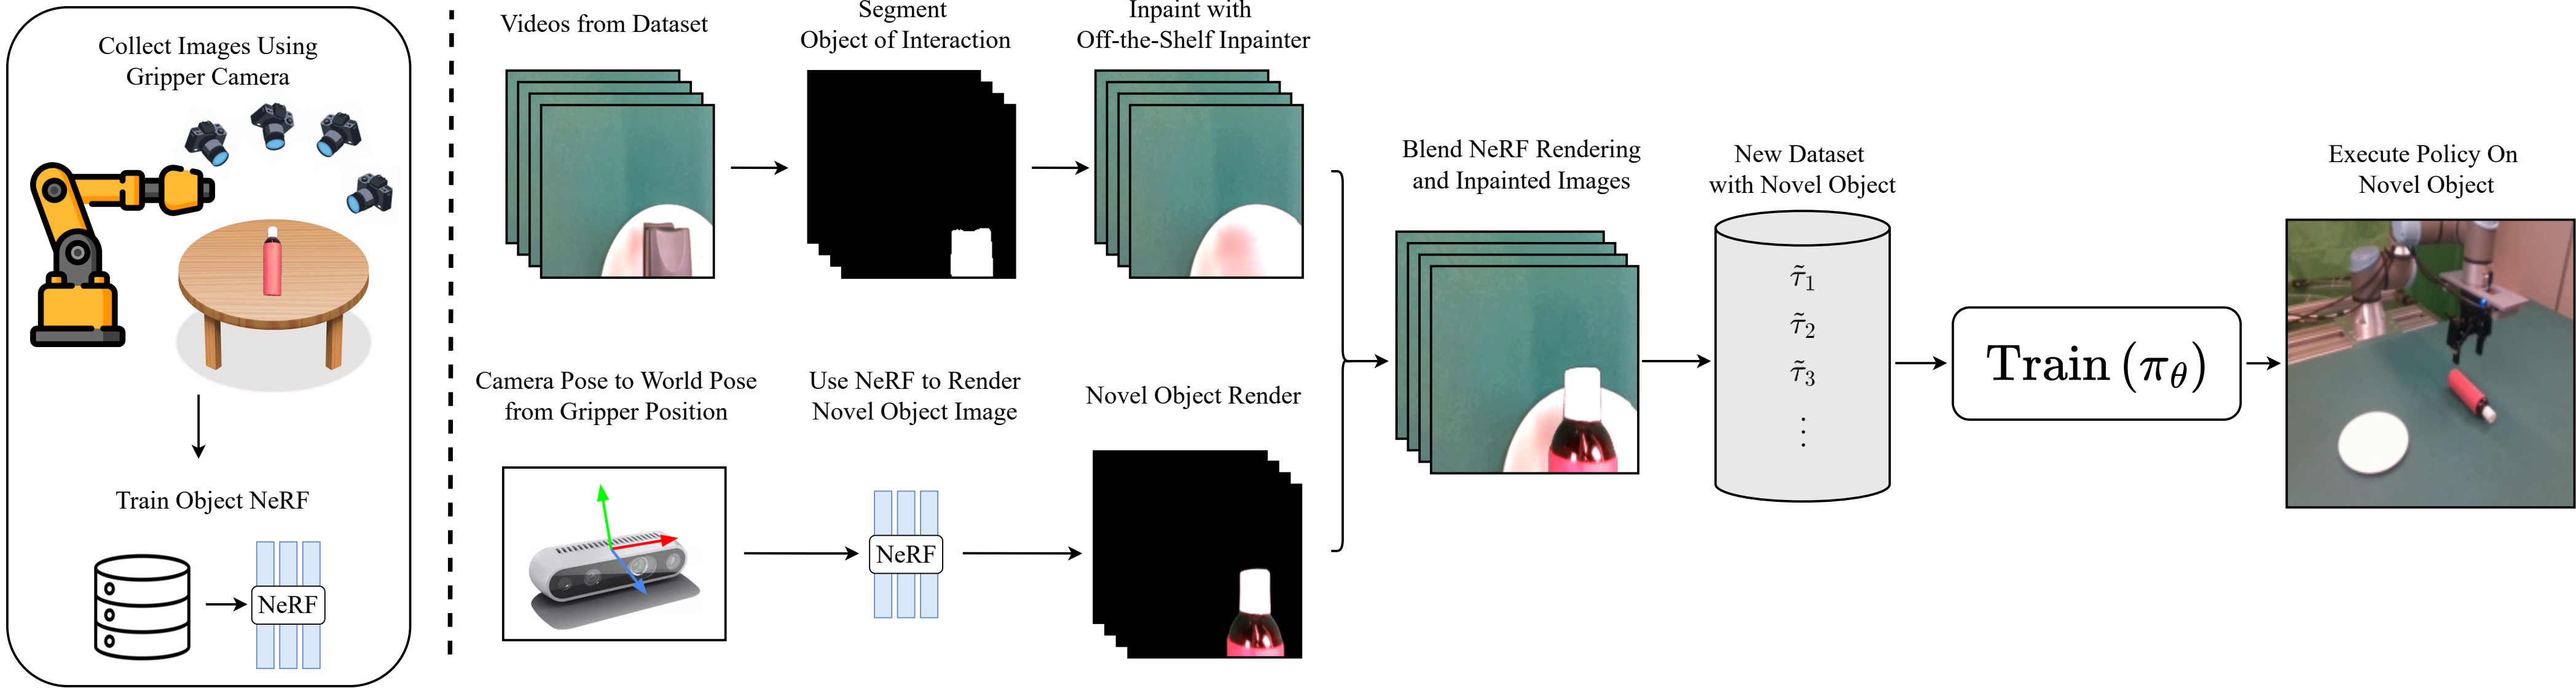 Collect Images Using
Gripper Camera
Train Object NeRF
NeRF
Videos from Dataset
Segment
Object of Interaction
Inpaint with
Off-the-Shelf Inpainter
Camera Pose to World Pose
from Gripper Position
Use NeRF to Render
Novel Object Image
NeRF
Novel Object Render
Blend NeRF Rendering
and Inpainted Images
New Dataset
with Novel Object
τ̃₁
τ̃₂
τ̃₃
⋮
Train (π_θ)
Execute Policy On
Novel Object